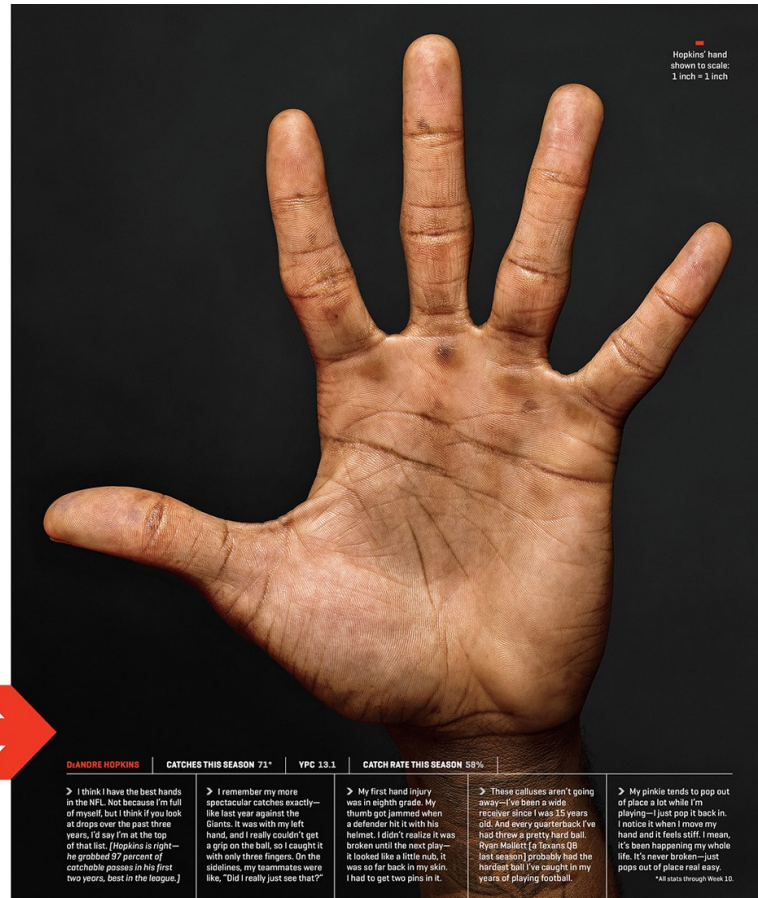 Hopkins' hand
shown to scale:
1 inch = 1 inch
DEANDRE HOPKINS CATCHES THIS SEASON 71* YPC 13.1 CATCH RATE THIS SEASON 58%
> I think I have the best hands
in the NFL. Not because I'm full
of myself, but I think if you look
at drops over the past three
years, I'd say I'm at the top
of that list. [Hopkins is right—
he grabbed 97 percent of
catchable passes in his first
two years, best in the league.]
> I remember my more
spectacular catches exactly—
like last year against the
Giants. It was with my left
hand, and I really couldn't get
a grip on the ball, so I caught it
with only three fingers. On the
sidelines, my teammates were
like, "Did I really just see that?"
> My first hand injury
was in eighth grade. My
thumb got jammed when
a defender hit it with his
helmet. I didn't realize it was
broken until the next play—
it looked like a little nub, it
was so far back in my skin.
I had to get two pins in it.
> These calluses aren't going
away—I've been a wide
receiver since I was 15 years
old. And every quarterback I've
had threw a pretty hard ball.
Ryan Mallett [a Texans QB
last season] probably had the
hardest ball I've caught in my
years of playing football.
> My pinkie tends to pop out
of place a lot while I'm
playing—I just pop it back in.
I notice it when I move my
hand and it feels stiff. I mean,
it's been happening my whole
life. It's never broken—just
pops out of place real easy.
*All stats through Week 10.